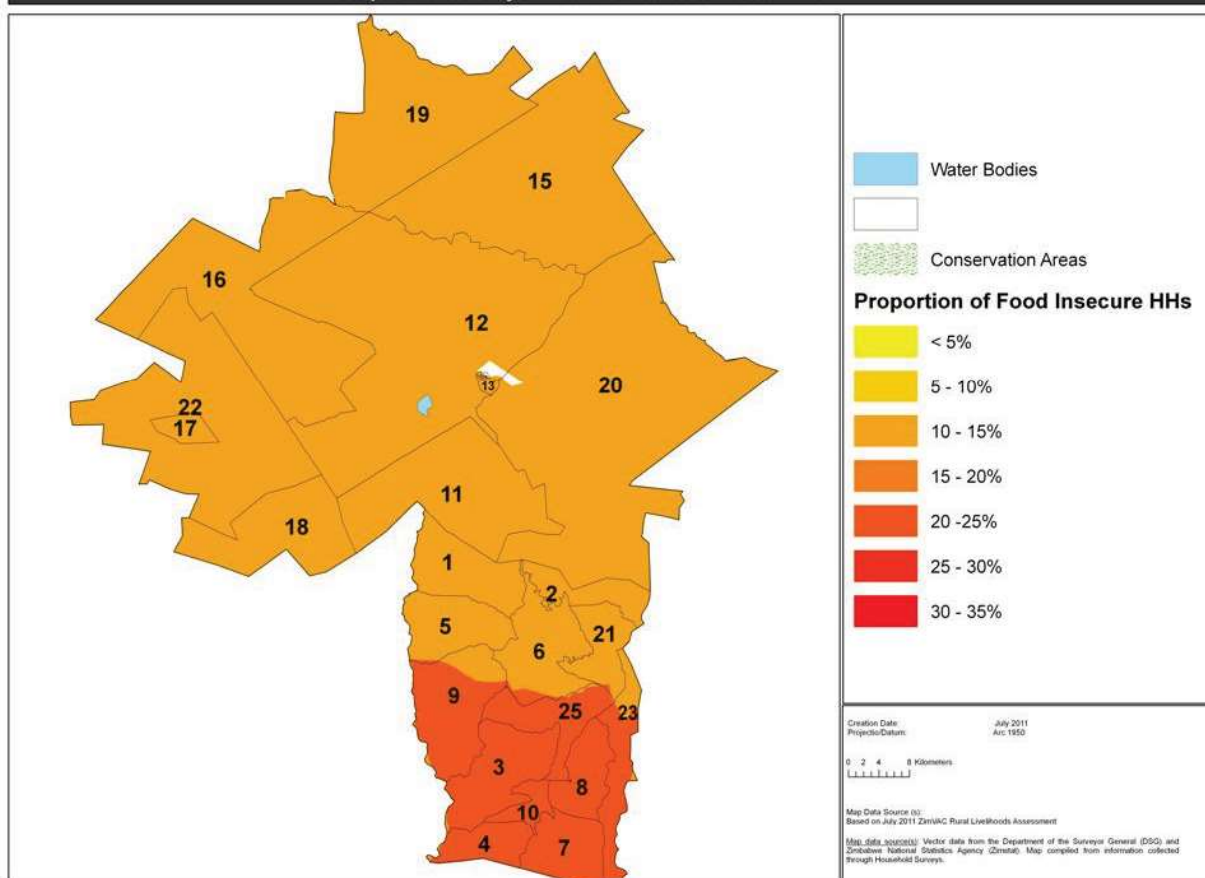 19
15
16
12
13
20
22
17
11
18
1
2
5
21
6
9
25
23
3
8
10
4
7
Water Bodies
Conservation Areas
Proportion of Food Insecure HHs
< 5%
5 - 10%
10 - 15%
15 - 20%
20 -25%
25 - 30%
30 - 35%
Creation Date: July 2011
Projectio/Datum: Arc 1950
0 2 4 8 Kilometers
Map Data Source (s):
Based on July 2011 ZimVAC Rural Livelihoods Assessment
Map data source(s): Vector data from the Department of the Surveyor General (DSG) and
Zimbabwe National Statistics Agency (Zimstat). Map compiled from information collected
through Household Surveys.